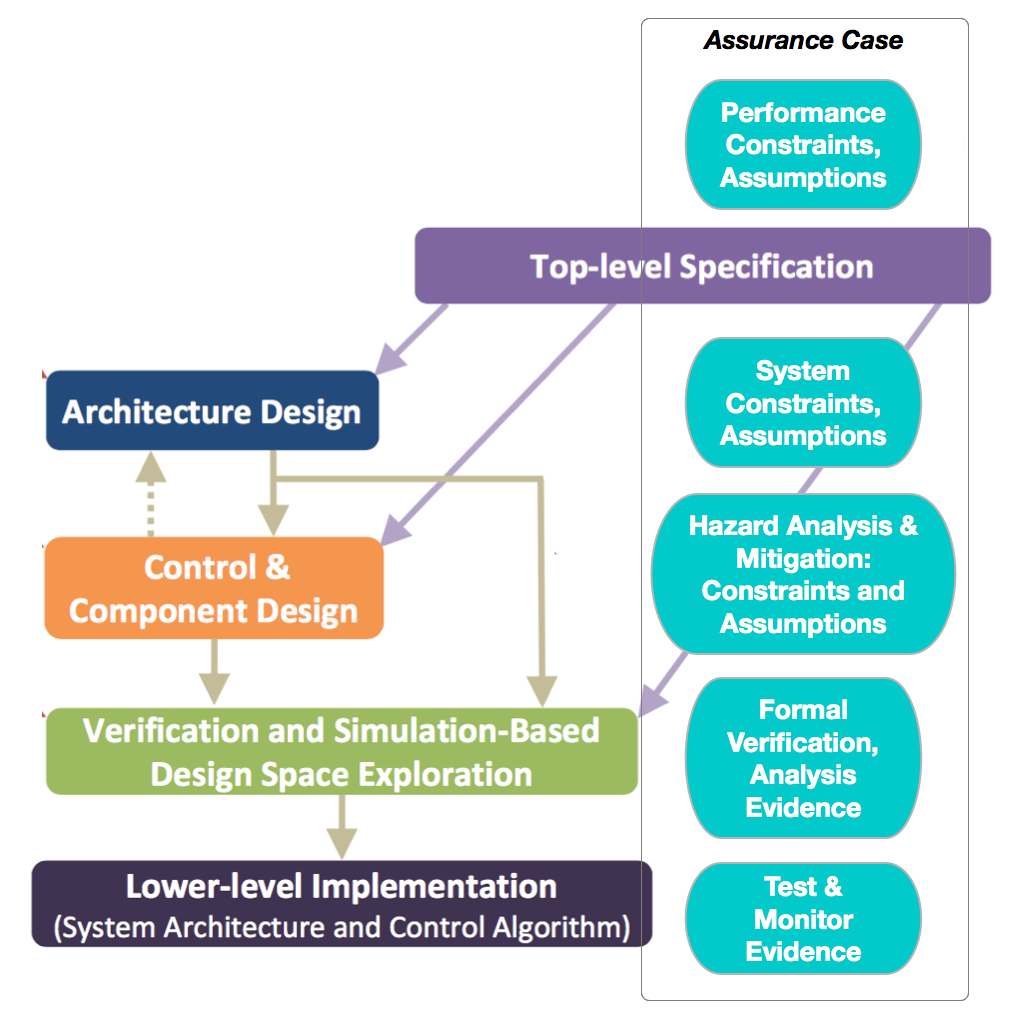 Assurance Case
Performance
Constraints,
Assumptions
Top-level Specification
System
Constraints,
Assumptions
Architecture Design
Hazard Analysis &
Mitigation:
Constraints and
Assumptions
Control &
Component Design
Formal
Verification,
Analysis
Evidence
Verification and Simulation-Based
Design Space Exploration
Test &
Monitor
Evidence
Lower-level Implementation
(System Architecture and Control Algorithm)